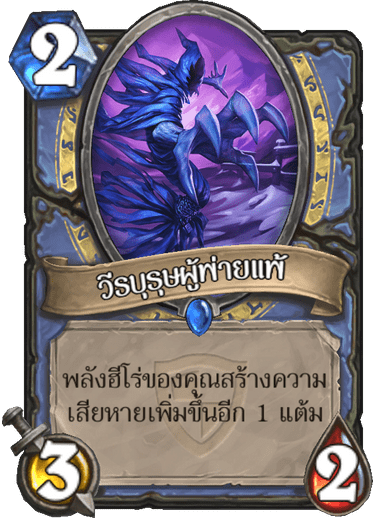 2
วีรบุรุษผู้พ่ายแพ้
พลังฮีโร่ของคุณสร้างความ
เสียหายเพิ่มขึ้นอีก 1 แต้ม
3
2